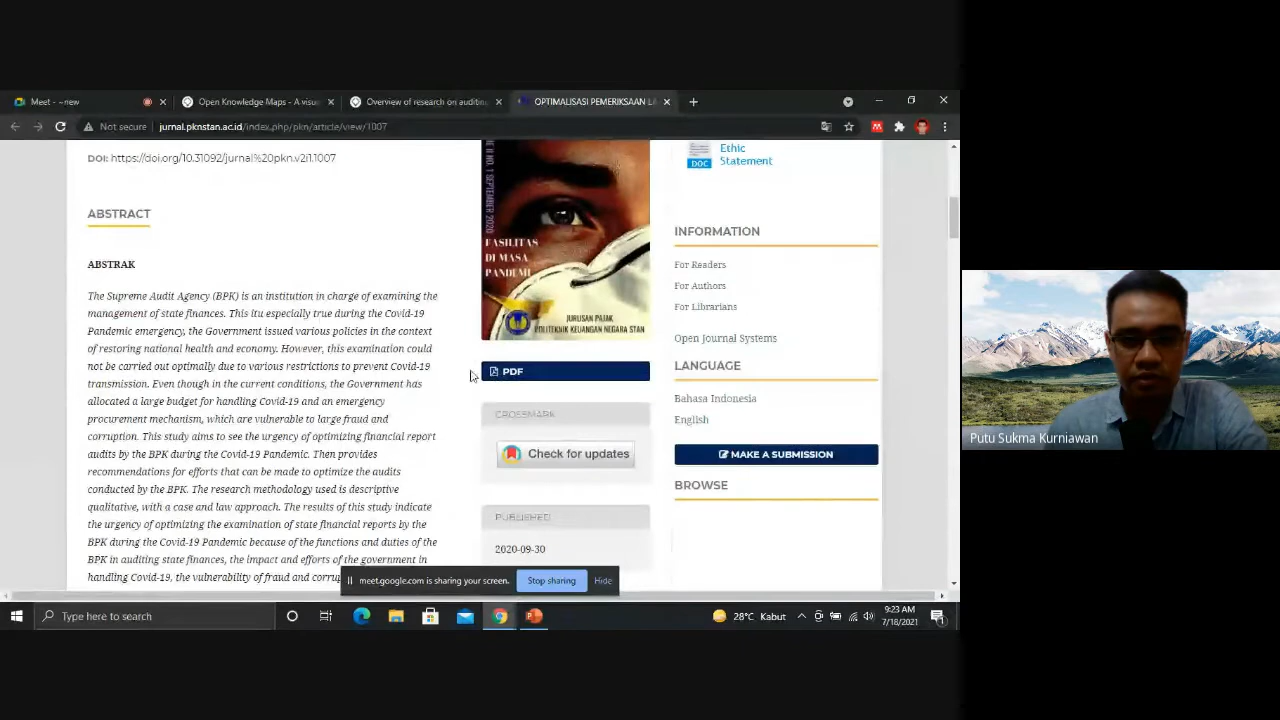 Meet - ~new
Open Knowledge Maps - A visu
Overview of research on auditin
OPTIMALISASI PEMERIKSAAN LA
Not secure
jurnal.pknstan.ac.id/index.php/pkn/article/view/1007
DOI: https://doi.org/10.31092/jurnal%20pkn.v2i1.1007
ABSTRACT
ABSTRAK
The Supreme Audit Agency (BPK) is an institution in charge of examining the
management of state finances. This itu especially true during the Covid-19
Pandemic emergency, the Government issued various policies in the context
of restoring national health and economy. However, this examination could
not be carried out optimally due to various restrictions to prevent Covid-19
transmission. Even though in the current conditions, the Government has
allocated a large budget for handling Covid-19 and an emergency
procurement mechanism, which are vulnerable to large fraud and
corruption. This study aims to see the urgency of optimizing financial report
audits by the BPK during the Covid-19 Pandemic. Then provides
recommendations for efforts that can be made to optimize the audits
conducted by the BPK. The research methodology used is descriptive
qualitative, with a case and law approach. The results of this study indicate
the urgency of optimizing the examination of state financial reports by the
BPK during the Covid-19 Pandemic because of the functions and duties of the
BPK in auditing state finances, the impact and efforts of the government in
handling Covid-19, the vulnerability of fraud and corrup
NO. 1 SEPTEMBER 2020
FASILITAS
DI MASA
PANDEMI
JURUSAN PAJAK
POLITEKNIK KEUANGAN NEGARA STAN
PDF
CROSSMARK
Check for updates
PUBLISHED
2020-09-30
DOC
Ethic
Statement
INFORMATION
For Readers
For Authors
For Librarians
Open Journal Systems
LANGUAGE
Bahasa Indonesia
English
MAKE A SUBMISSION
BROWSE
meet.google.com is sharing your screen.
Stop sharing
Hide
Type here to search
28°C Kabut
9:23 AM
7/18/2021
1
Putu Sukma Kurniawan